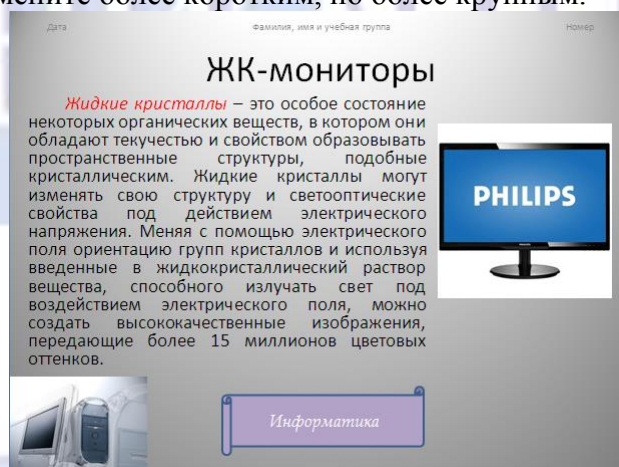 мените более коротким, но более крупным.
Дата Фамилия, имя и учебная группа Номер
ЖК-мониторы
Жидкие кристаллы – это особое состояние
некоторых органических веществ, в котором они
обладают текучестью и свойством образовывать
пространственные структуры, подобные
кристаллическим. Жидкие кристаллы могут
изменять свою структуру и светооптические
свойства под действием электрического
напряжения. Меняя с помощью электрического
поля ориентацию групп кристаллов и используя
введенные в жидкокристаллический раствор
вещества, способного излучать свет под
воздействием электрического поля, можно
создать высококачественные изображения,
передающие более 15 миллионов цветовых
оттенков.
PHILIPS
Информатика